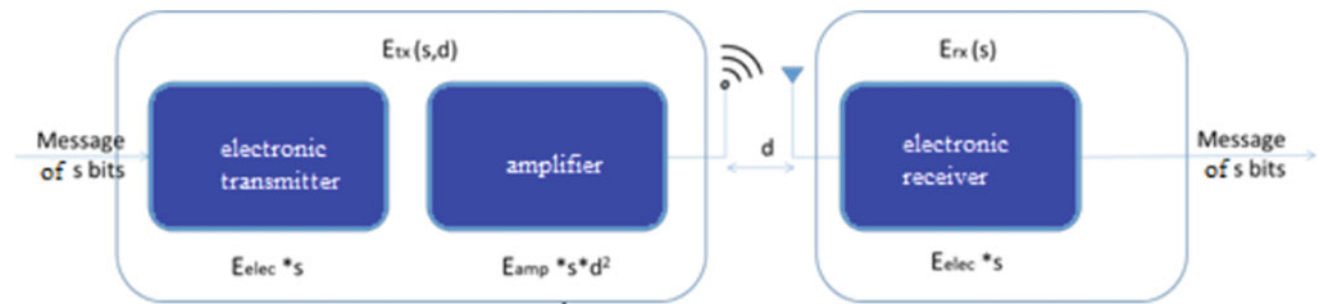 Etx (s,d)
Erx (s)
Message
of s bits
electronic
transmitter
amplifier
d
electronic
receiver
Message
of s bits
Eelec *s
Eamp *s*d²
Eelec *s